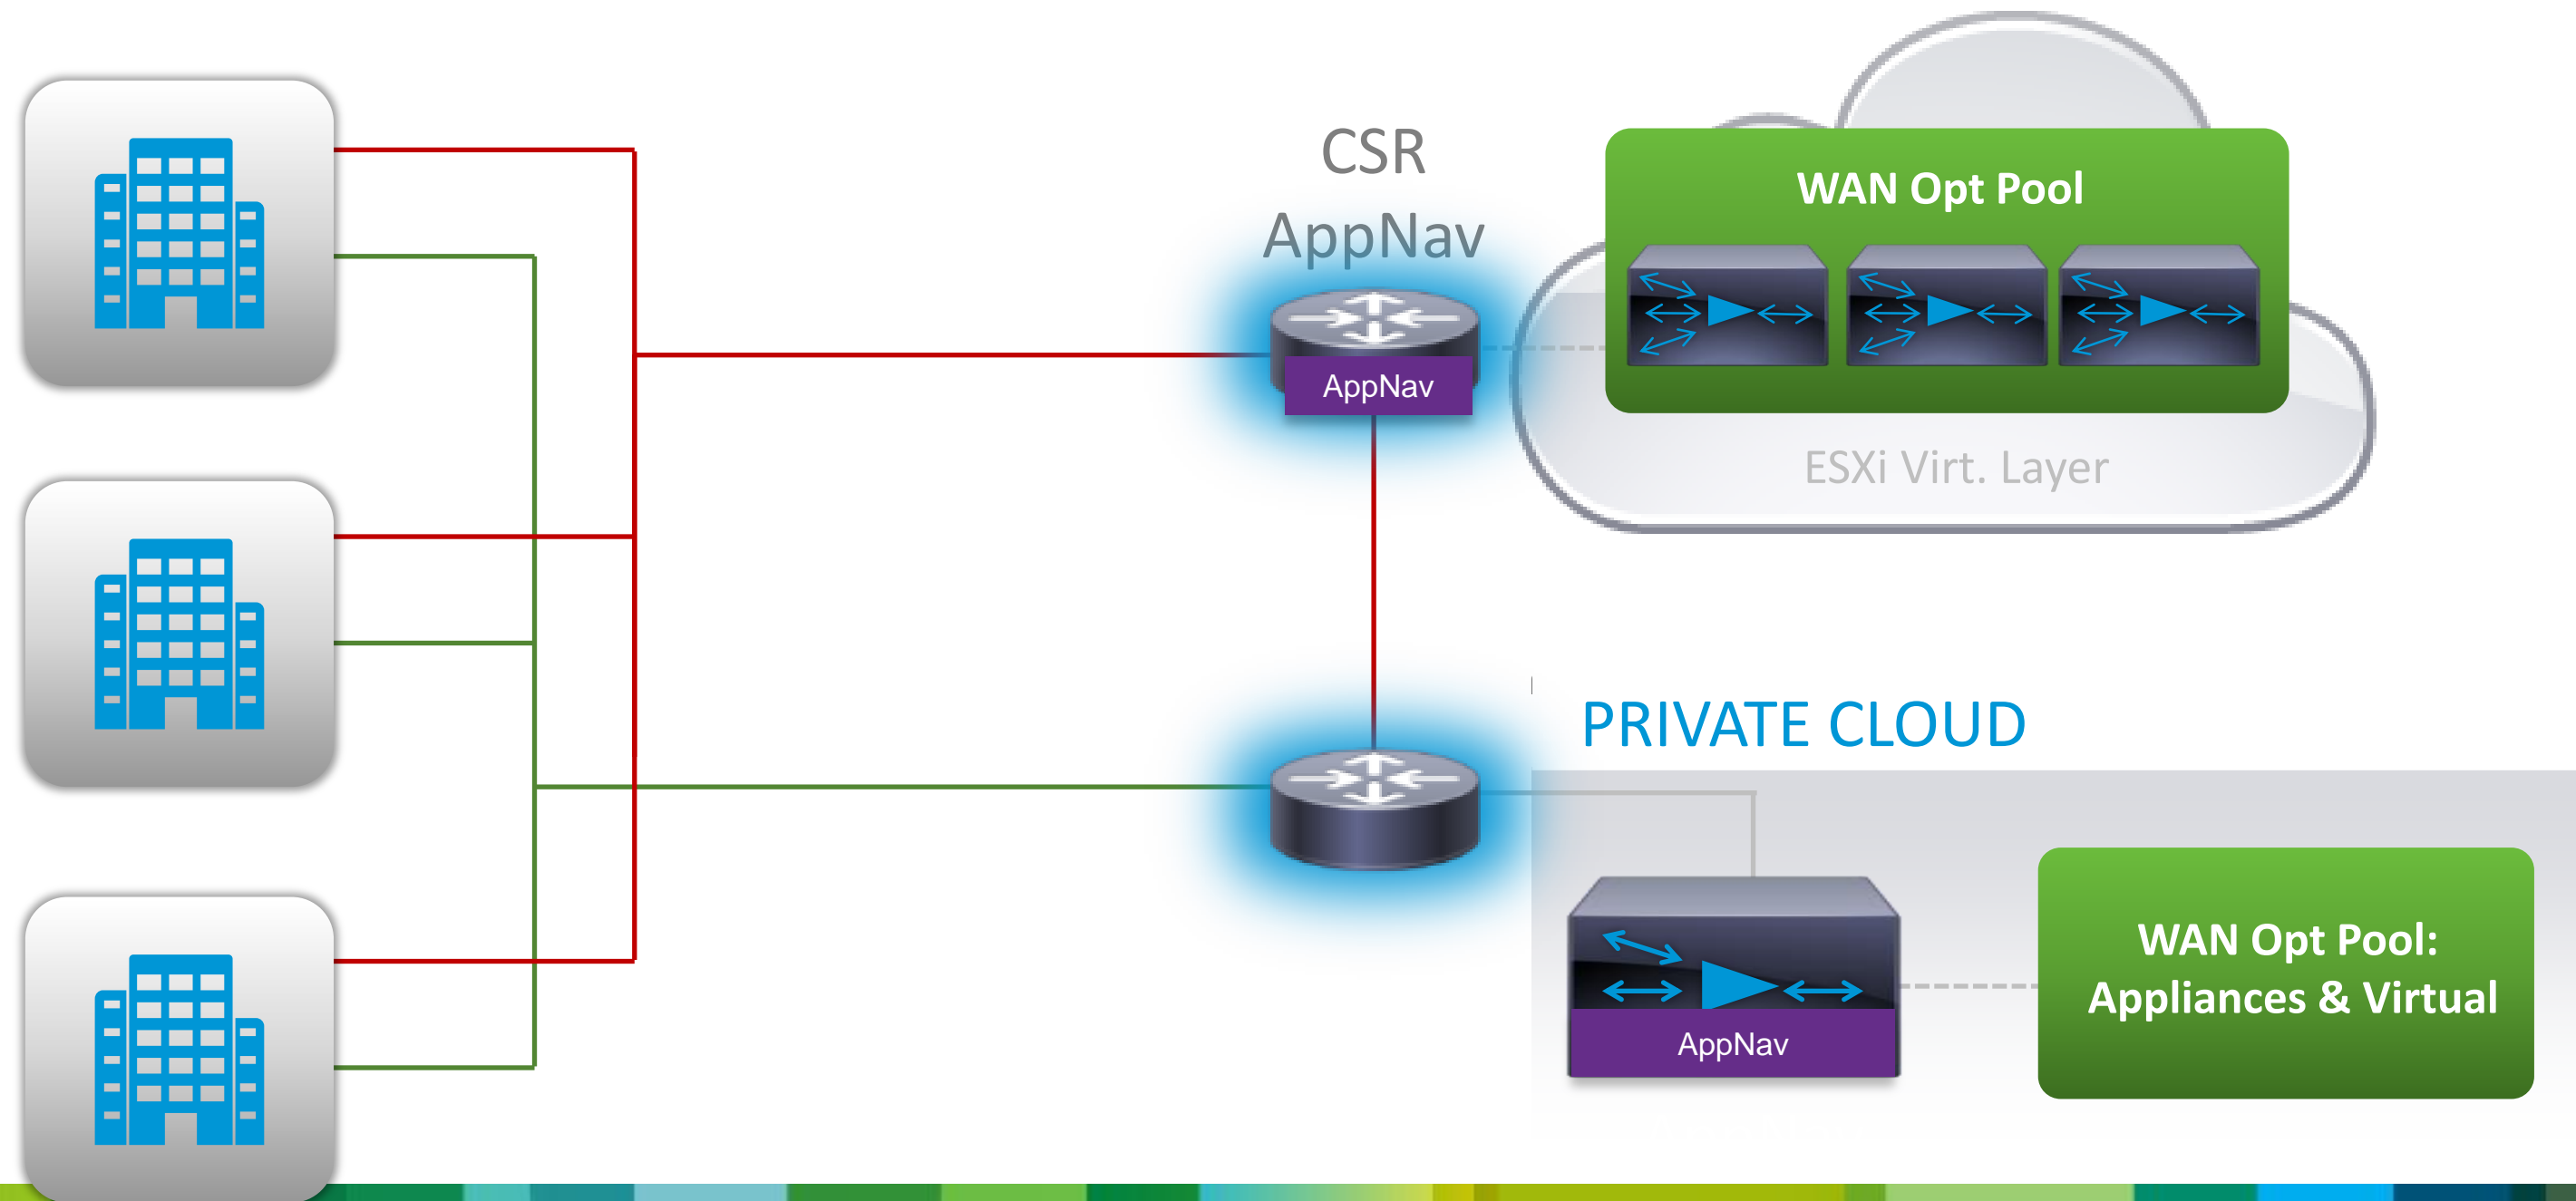 CSR
AppNav
AppNav
WAN Opt Pool
ESXi Virt. Layer
PRIVATE CLOUD
AppNav
WAN Opt Pool:
Appliances & Virtual